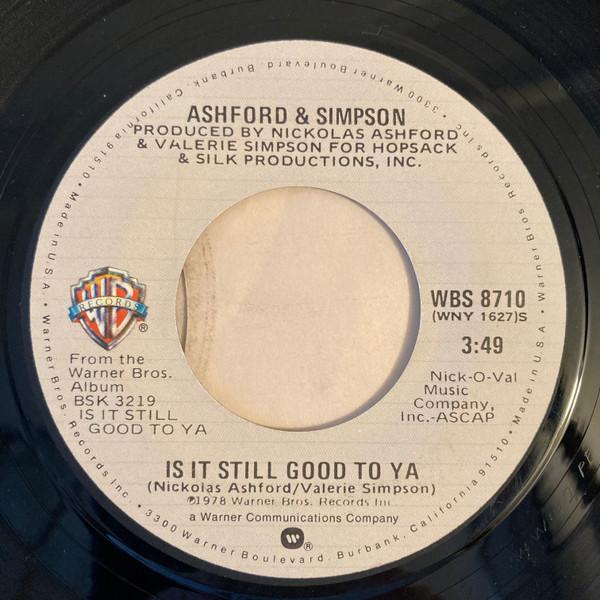 ASHFORD & SIMPSON
PRODUCED BY NICKOLAS ASHFORD
& VALERIE SIMPSON FOR HOPSACK
& SILK PRODUCTIONS, INC.
RECORDS
®
From the
Warner Bros.
Album
BSK 3219
IS IT STILL
GOOD TO YA
WBS 8710
(WNY 1627)S
3:49
Nick-O-Val
Music
Company,
Inc.-ASCAP
IS IT STILL GOOD TO YA
(Nickolas Ashford/Valerie Simpson)
℗1978 Warner Bros. Records Inc.
a Warner Communications Company
®
Warner Bros. Records Inc. • 3300 Warner Boulevard, Burbank, California 91510 • Made in U.S.A. •
Warner Bros. Records Inc. • 3300 Warner Boulevard, Burbank, California 91510 • Made in U.S.A. •